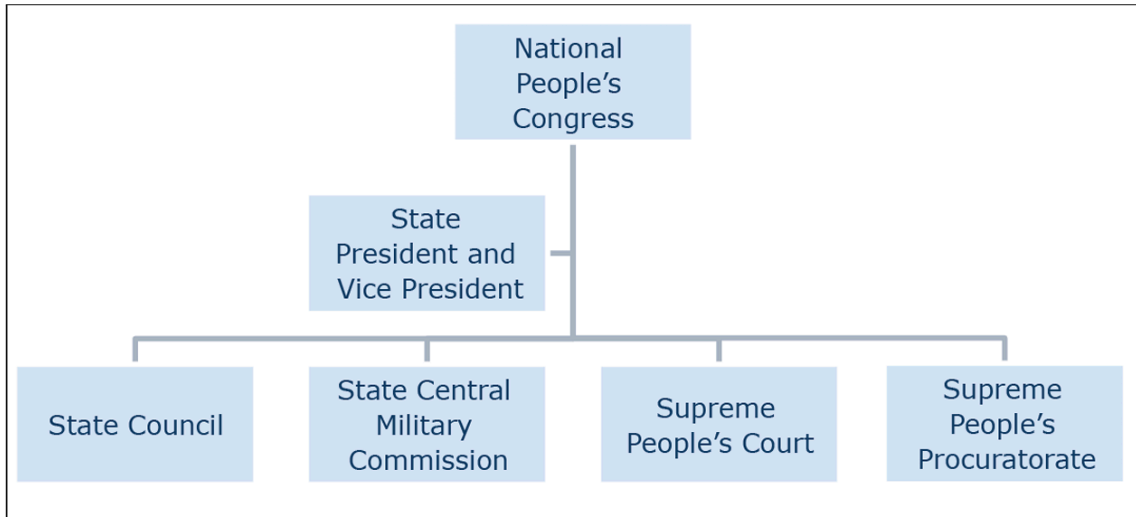 National
People’s
Congress
State
President and
Vice President
State Council
State Central
Military
Commission
Supreme
People’s Court
Supreme
People’s
Procuratorate